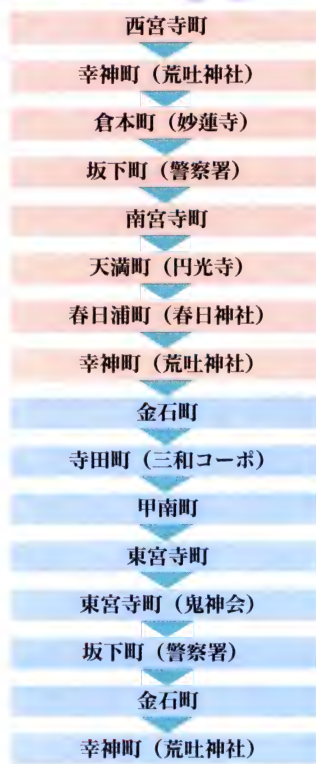 西宮寺町
幸神町（荒吐神社）
倉本町（妙蓮寺）
坂下町（警察署）
南宮寺町
天満町（円光寺）
春日浦町（春日神社）
幸神町（荒吐神社）
金石町
寺田町（三和コーポ）
甲南町
東宮寺町
東宮寺町（鬼神会）
坂下町（警察署）
金石町
幸神町（荒吐神社）